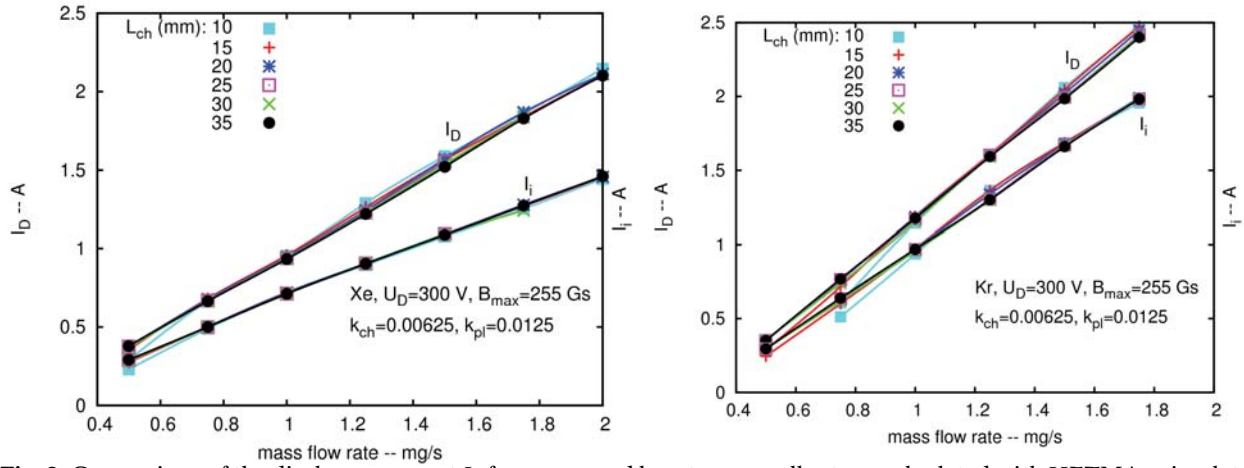 L_ch (mm): 10
15
20
25
30
35
I_D
I_i
Xe, U_D=300 V, B_max=255 Gs
k_ch=0.00625, k_pl=0.0125
I_D -- A
I_i -- A
2.5
2
1.5
1
0.5
0
0.4 0.6 0.8 1 1.2 1.4 1.6 1.8 2
mass flow rate -- mg/s
L_ch (mm): 10
15
20
25
30
35
I_D
I_i
Kr, U_D=300 V, B_max=255 Gs
k_ch=0.00625, k_pl=0.0125
I_D -- A
I_i -- A
2.5
2
1.5
1
0.5
0
0.4 0.6 0.8 1 1.2 1.4 1.6 1.8 2
mass flow rate -- mg/s